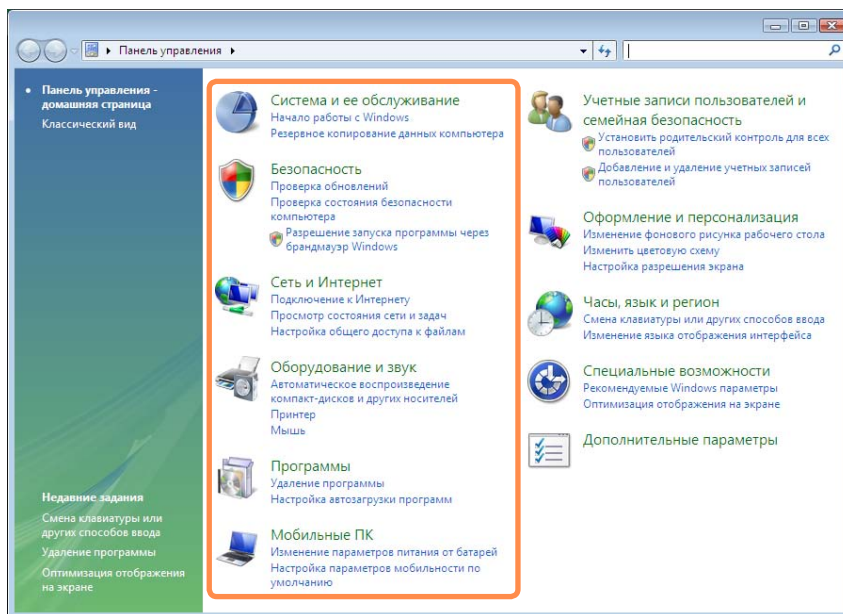 Панель управления
Панель управления -
домашняя страница
Классический вид
Недавние задания
Смена клавиатуры или
других способов ввода
Удаление программы
Оптимизация отображения
на экране
Система и ее обслуживание
Начало работы с Windows
Резервное копирование данных компьютера
Безопасность
Проверка обновлений
Проверка состояния безопасности
компьютера
Разрешение запуска программы через
брандмауэр Windows
Сеть и Интернет
Подключение к Интернету
Просмотр состояния сети и задач
Настройка общего доступа к файлам
Оборудование и звук
Автоматическое воспроизведение
компакт-дисков и других носителей
Принтер
Мышь
Программы
Удаление программы
Настройка автозагрузки программ
Мобильные ПК
Изменение параметров питания от батарей
Настройка параметров мобильности по
умолчанию
Учетные записи пользователей и
семейная безопасность
Установить родительский контроль для всех
пользователей
Добавление и удаление учетных записей
пользователей
Оформление и персонализация
Изменение фонового рисунка рабочего стола
Изменить цветовую схему
Настройка разрешения экрана
Часы, язык и регион
Смена клавиатуры или других способов ввода
Изменение языка отображения интерфейса
Специальные возможности
Рекомендуемые Windows параметры
Оптимизация отображения на экране
Дополнительные параметры